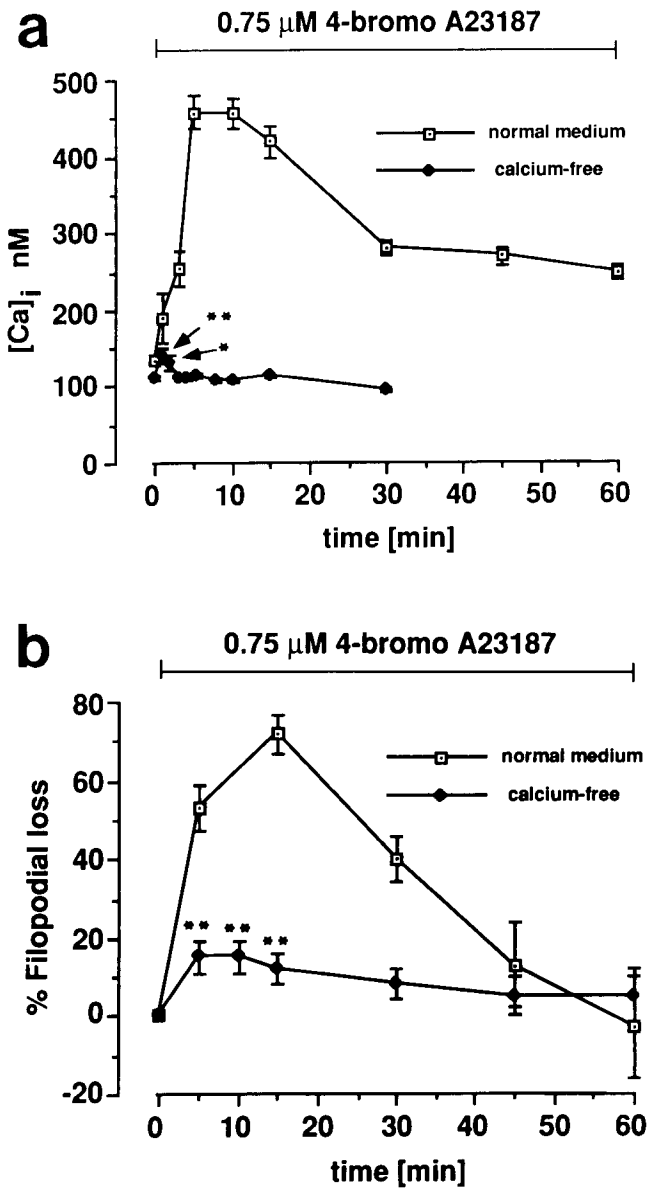 a
0.75 μM 4-bromo A23187
500
400
300
200
100
0
[Ca]i nM
normal medium
calcium-free
**
*
0 10 20 30 40 50 60
time [min]
b
0.75 μM 4-bromo A23187
80
60
40
20
0
-20
% Filopodial loss
normal medium
calcium-free
** ** **
0 10 20 30 40 50 60
time [min]